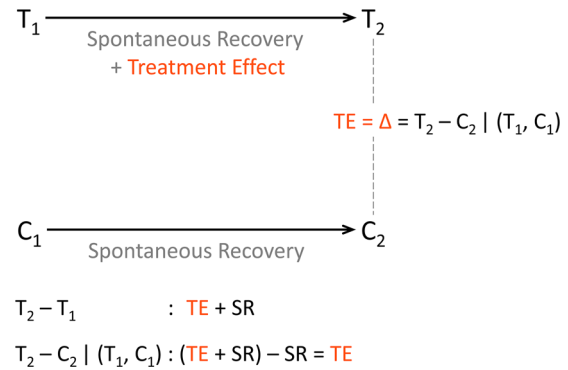 T₁ T₂
Spontaneous Recovery
+ Treatment Effect
TE = Δ = T₂ – C₂ | (T₁, C₁)
C₁ C₂
Spontaneous Recovery
T₂ – T₁ : TE + SR
T₂ – C₂ | (T₁, C₁) : (TE + SR) – SR = TE